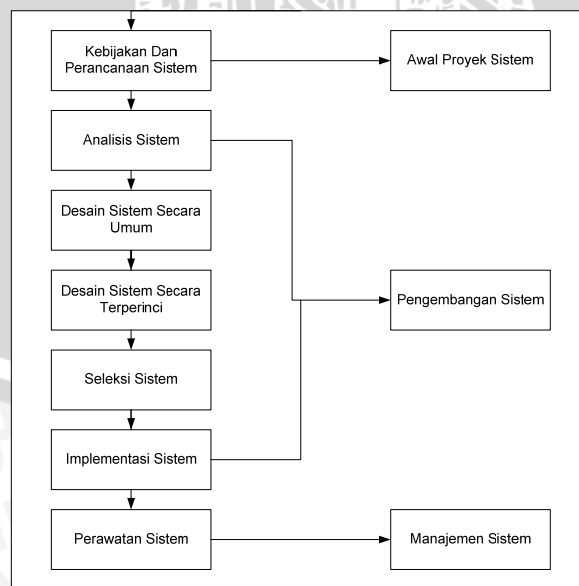 Kebijakan Dan
Perancanaan Sistem
Awal Proyek Sistem
Analisis Sistem
Desain Sistem Secara
Umum
Desain Sistem Secara
Terperinci
Pengembangan Sistem
Seleksi Sistem
Implementasi Sistem
Perawatan Sistem
Manajemen Sistem